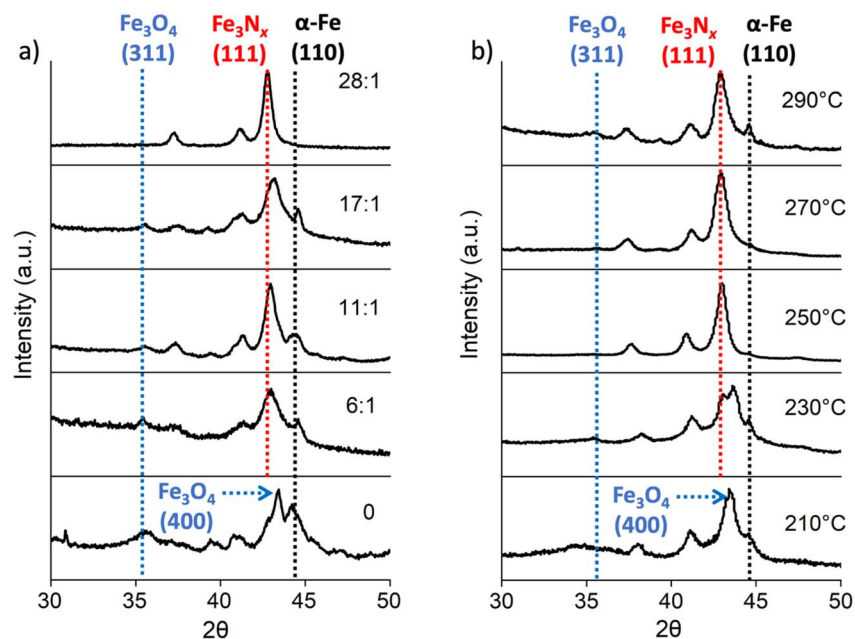 a)
Fe₃O₄
(311)
Fe₃Nₓ
(111)
α-Fe
(110)
28:1
17:1
11:1
6:1
Fe₃O₄
(400)
0
Intensity (a.u.)
30 35 40 45 50
2θ
b)
Fe₃O₄
(311)
Fe₃Nₓ
(111)
α-Fe
(110)
290°C
270°C
250°C
230°C
Fe₃O₄
(400)
210°C
Intensity (a.u.)
30 35 40 45 50
2θ